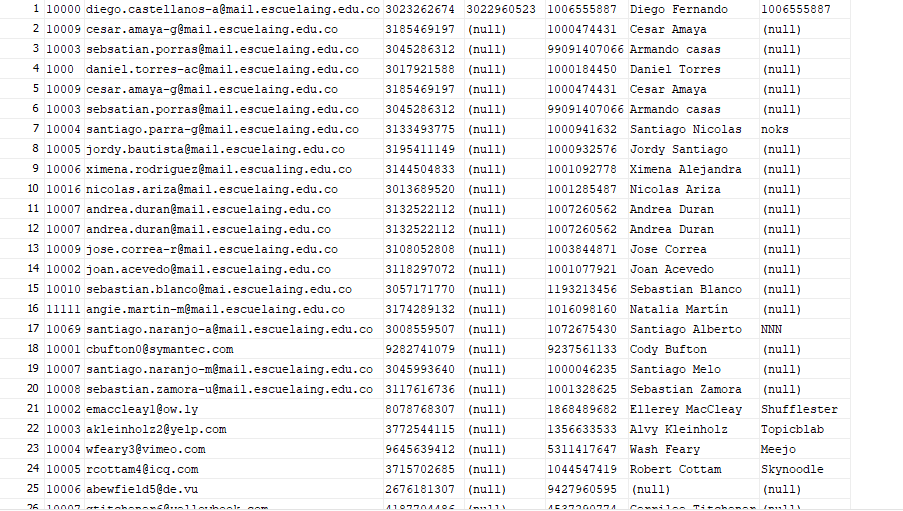 1 10000 diego.castellanos-a@mail.escuelaing.edu.co 3023262674 3022960523 1006555887 Diego Fernando 1006555887
2 10009 cesar.amaya-g@mail.escuelaing.edu.co 3185469197 (null) 1000474431 Cesar Amaya (null)
3 10003 sebsatian.porras@mail.escuelaing.edu.co 3045286312 (null) 99091407066 Armando casas (null)
4 1000 daniel.torres-ac@mail.escuelaing.edu.co 3017921588 (null) 1000184450 Daniel Torres (null)
5 10009 cesar.amaya-g@mail.escuelaing.edu.co 3185469197 (null) 1000474431 Cesar Amaya (null)
6 10003 sebsatian.porras@mail.escuelaing.edu.co 3045286312 (null) 99091407066 Armando casas (null)
7 10004 santiago.parra-g@mail.escuelaing.edu.co 3133493775 (null) 1000941632 Santiago Nicolas noks
8 10005 jordy.bautista@mail.escuelaing.edu.co 3195411149 (null) 1000932576 Jordy Santiago (null)
9 10006 ximena.rodriguez@mail.escualing.edu.co 3144504833 (null) 1001092778 Ximena Alejandra (null)
10 10016 nicolas.ariza@mail.escuelaing.edu.co 3013689520 (null) 1001285487 Nicolas Ariza (null)
11 10007 andrea.duran@mail.escuelaing.edu.co 3132522112 (null) 1007260562 Andrea Duran (null)
12 10007 andrea.duran@mail.escuelaing.edu.co 3132522112 (null) 1007260562 Andrea Duran (null)
13 10009 jose.correa-r@mail.escuelaing.edu.co 3108052808 (null) 1003844871 Jose Correa (null)
14 10002 joan.acevedo@mail.escuelaing.edu.co 3118297072 (null) 1001077921 Joan Acevedo (null)
15 10010 sebastian.blanco@mai.escuelaing.edu.co 3057171770 (null) 1193213456 Sebastian Blanco (null)
16 11111 angie.martin-m@mail.escuelaing.edu.co 3174289132 (null) 1016098160 Natalia Martín (null)
17 10069 santiago.naranjo-a@mail.escuelaing.edu.co 3008559507 (null) 1072675430 Santiago Alberto NNN
18 10001 cbufton0@symantec.com 9282741079 (null) 9237561133 Cody Bufton (null)
19 10007 santiago.naranjo-m@mail.escuelaing.edu.co 3045993640 (null) 1000046235 Santiago Melo (null)
20 10008 sebastian.zamora-u@mail.escuelaing.edu.co 3117616736 (null) 1001328625 Sebastian Zamora (null)
21 10002 emaccleay1@ow.ly 8078768307 (null) 1868489682 Ellerey MacCleay Shufflester
22 10003 akleinholz2@yelp.com 3772544115 (null) 1356633533 Alvy Kleinholz Topicblab
23 10004 wfeary3@vimeo.com 9645639412 (null) 5311417647 Wash Feary Meejo
24 10005 rcottam4@icq.com 3715702685 (null) 1044547419 Robert Cottam Skynoodle
25 10006 abewfield5@de.vu 2676181307 (null) 9427960595 (null) (null)
26 10007 (null)